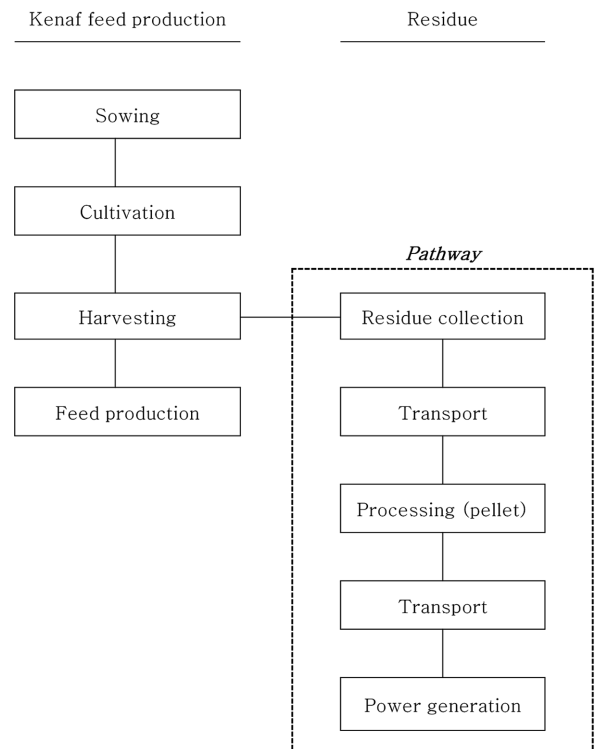 Kenaf feed production
Residue
Sowing
Cultivation
Pathway
Harvesting
Residue collection
Feed production
Transport
Processing (pellet)
Transport
Power generation